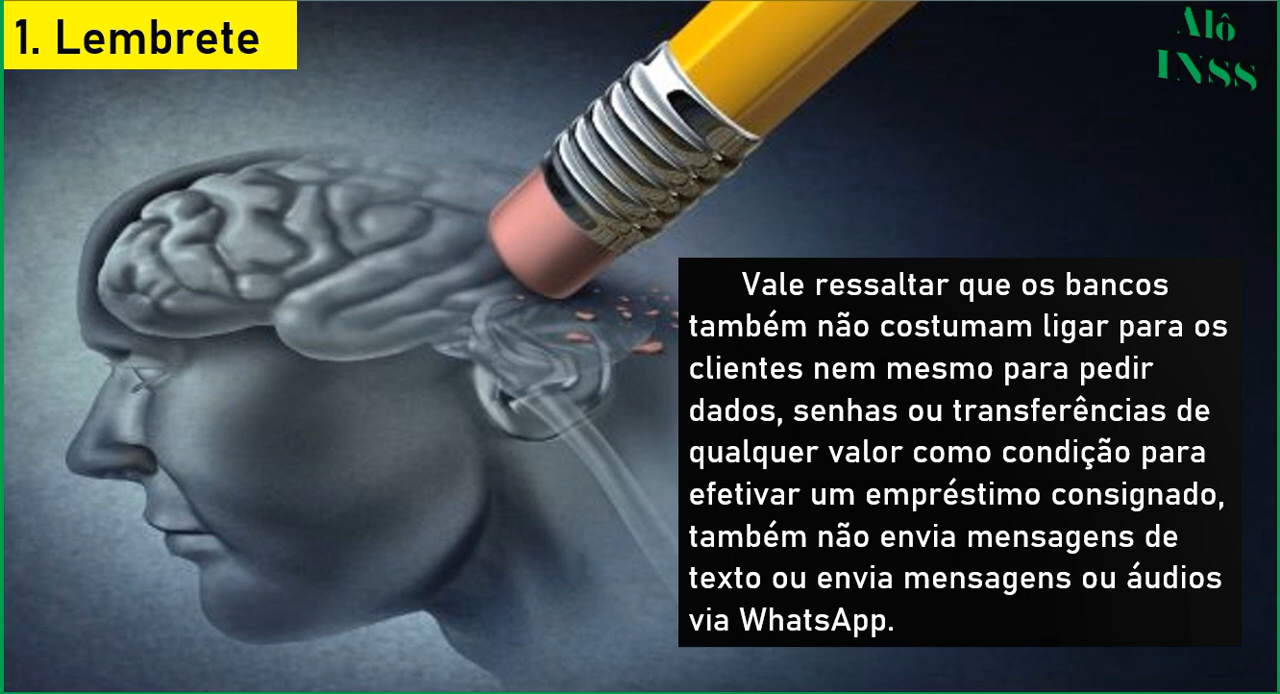 1. Lembrete
Alô
INSS
Vale ressaltar que os bancos
também não costumam ligar para os
clientes nem mesmo para pedir
dados, senhas ou transferências de
qualquer valor como condição para
efetivar um empréstimo consignado,
também não envia mensagens de
texto ou envia mensagens ou áudios
via WhatsApp.